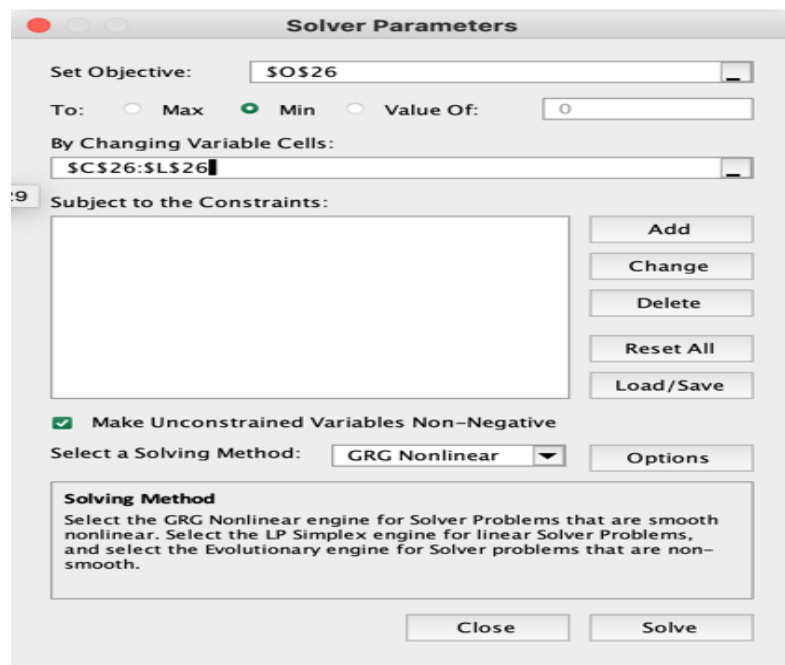 Solver Parameters
Set Objective: $O$26
To: Max Min Value Of: 0
By Changing Variable Cells:
$C$26:$L$26
:9
Subject to the Constraints:
Add
Change
Delete
Reset All
Load/Save
Make Unconstrained Variables Non-Negative
Select a Solving Method: GRG Nonlinear Options
Solving Method
Select the GRG Nonlinear engine for Solver Problems that are smooth
nonlinear. Select the LP Simplex engine for linear Solver Problems,
and select the Evolutionary engine for Solver problems that are non-
smooth.
Close Solve